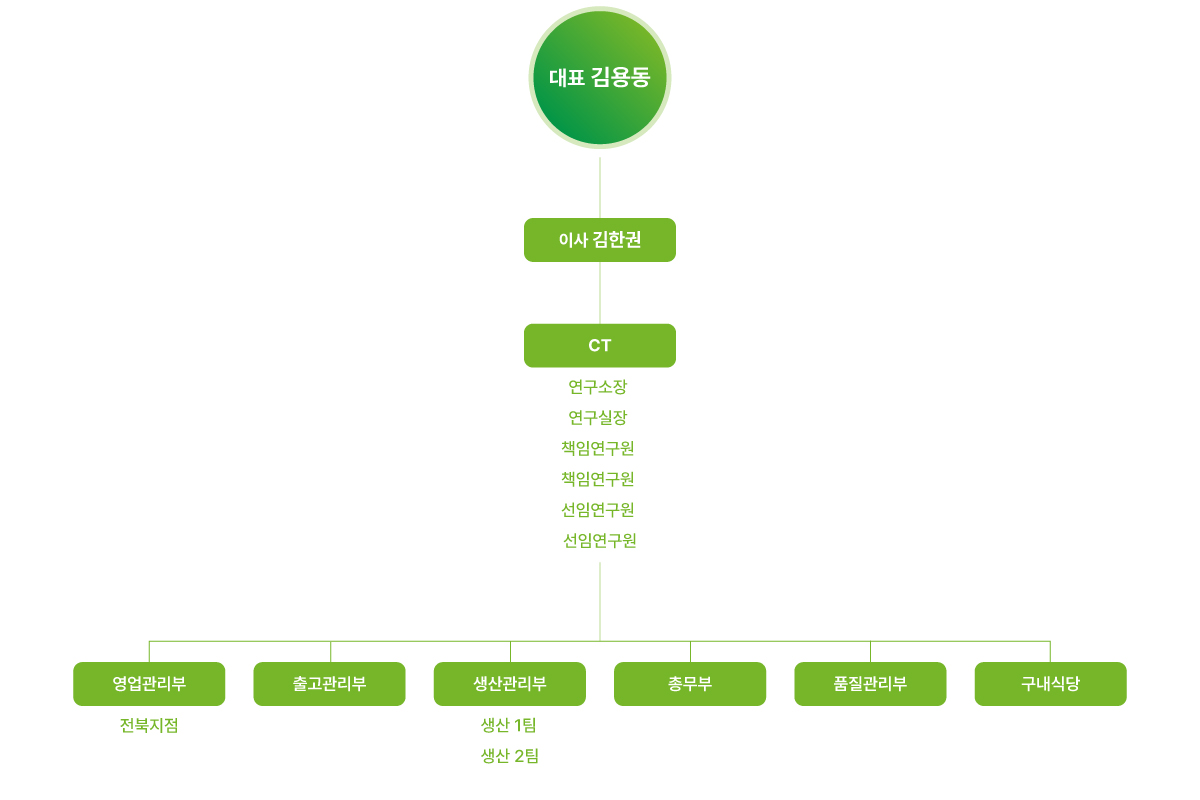 대표 김용동
이사 김한권
CT
연구소장
연구실장
책임연구원
책임연구원
선임연구원
선임연구원
영업관리부
출고관리부
생산관리부
총무부
품질관리부
구내식당
전북지점
생산 1팀
생산 2팀